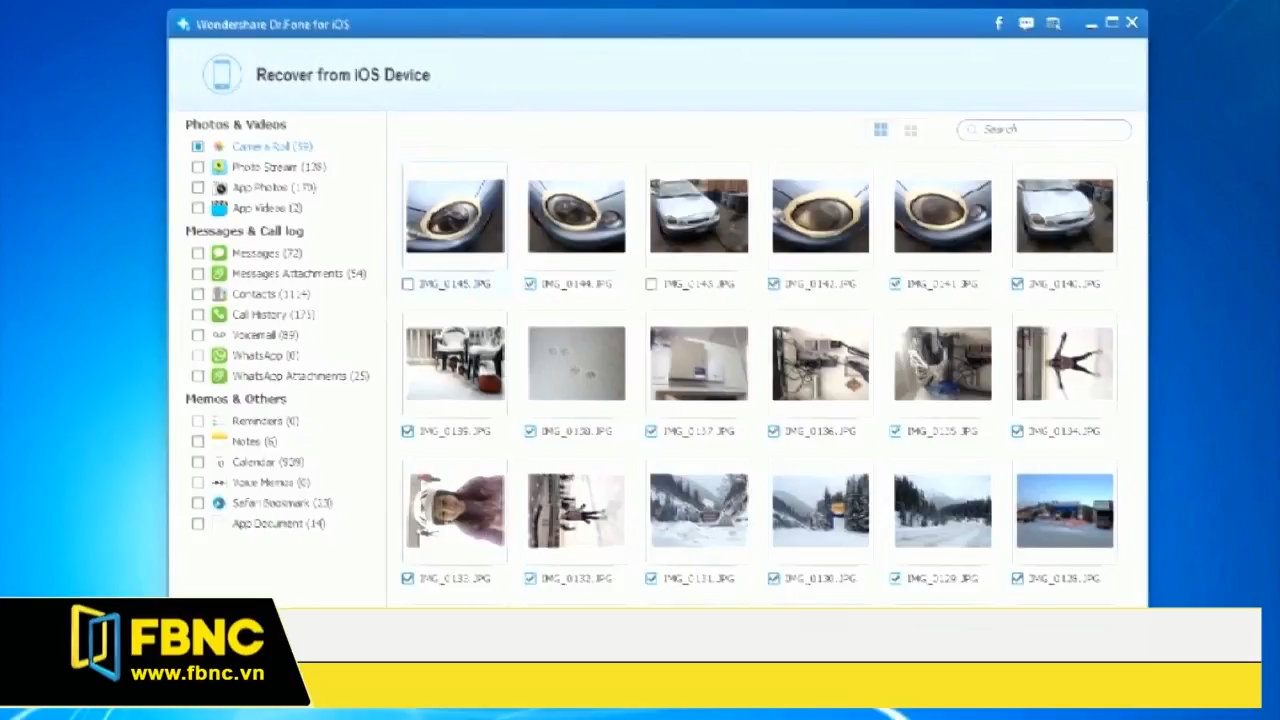 Wondershare Dr.Fone for iOS
Recover from iOS Device
Search
Photos & Videos
Camera Roll (59)
Photo Stream (128)
App Photos (170)
App Videos (2)
Messages & Call log
Messages (72)
Messages Attachments (54)
Contacts (1114)
Call History (175)
Voicemail (89)
WhatsApp (0)
WhatsApp Attachments (25)
Memos & Others
Reminders (0)
Notes (6)
Calendar (939)
Voice Memos (0)
Safari Bookmark (23)
App Document (14)
IMG_0145.JPG
IMG_0144.JPG
IMG_0143.JPG
IMG_0142.JPG
IMG_0141.JPG
IMG_0140.JPG
IMG_0139.JPG
IMG_0138.JPG
IMG_0137.JPG
IMG_0136.JPG
IMG_0135.JPG
IMG_0134.JPG
IMG_0133.JPG
IMG_0132.JPG
IMG_0131.JPG
IMG_0130.JPG
IMG_0129.JPG
IMG_0128.JPG
FBNC
www.fbnc.vn